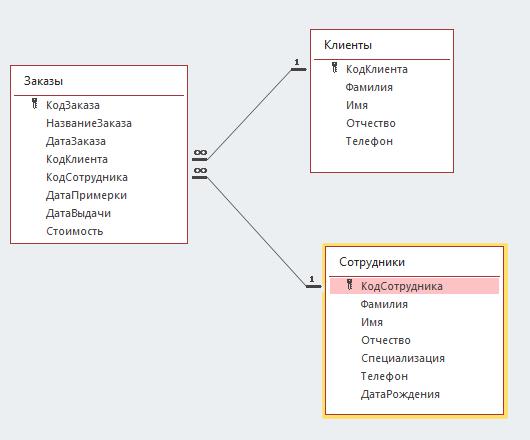 Заказы
КодЗаказа
НазваниеЗаказа
ДатаЗаказа
КодКлиента
КодСотрудника
ДатаПримерки
ДатаВыдачи
Стоимость
∞
∞
1
Клиенты
КодКлиента
Фамилия
Имя
Отчество
Телефон
1
Сотрудники
КодСотрудника
Фамилия
Имя
Отчество
Специализация
Телефон
ДатаРождения